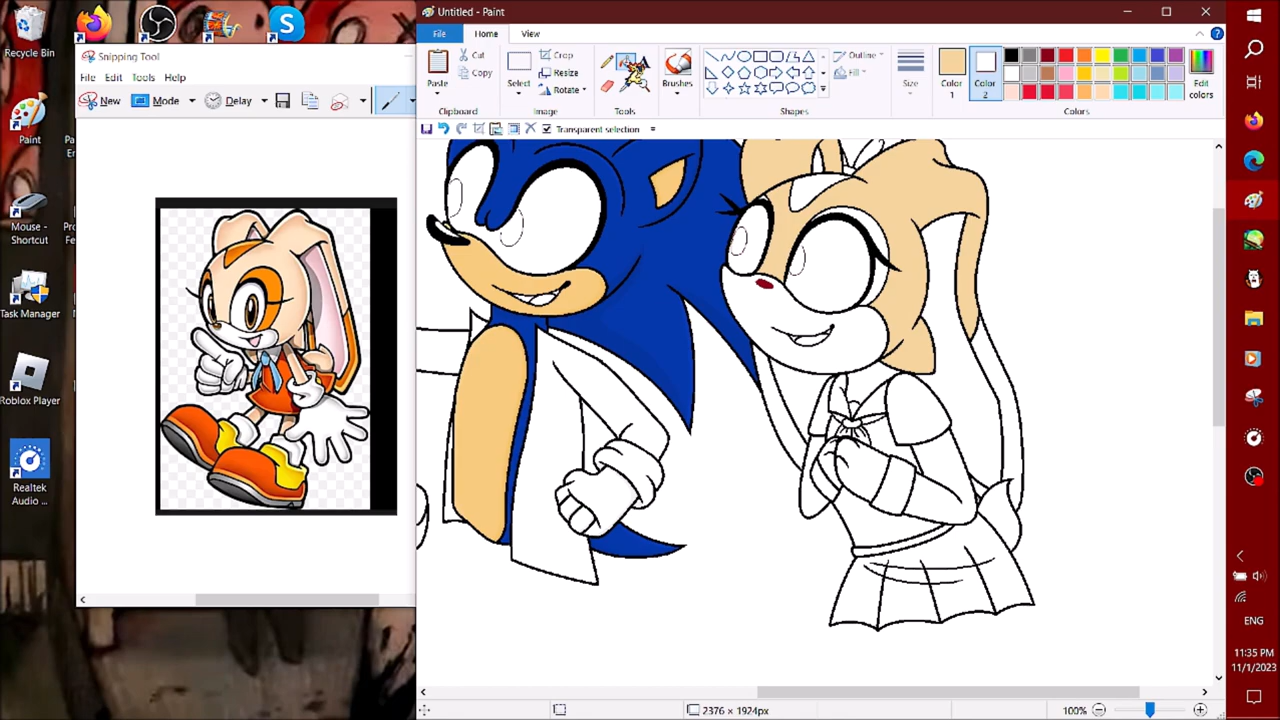 Recycle Bin
Paint
Mouse -
Shortcut
Task Manager
Roblox Player
Realtek
Audio ...
Pa
En
Snipping Tool
File Edit Tools Help
New Mode Delay
Untitled - Paint
File Home View
Paste
Cut
Copy
Clipboard
Select
Crop
Resize
Rotate
Image
Tools
Brushes
Outline
Fill
Shapes
Size
Color
1
Color
2
Edit
colors
Colors
Transparent selection
2376 × 1924px
100%
ENG
11:35 PM
11/1/2023